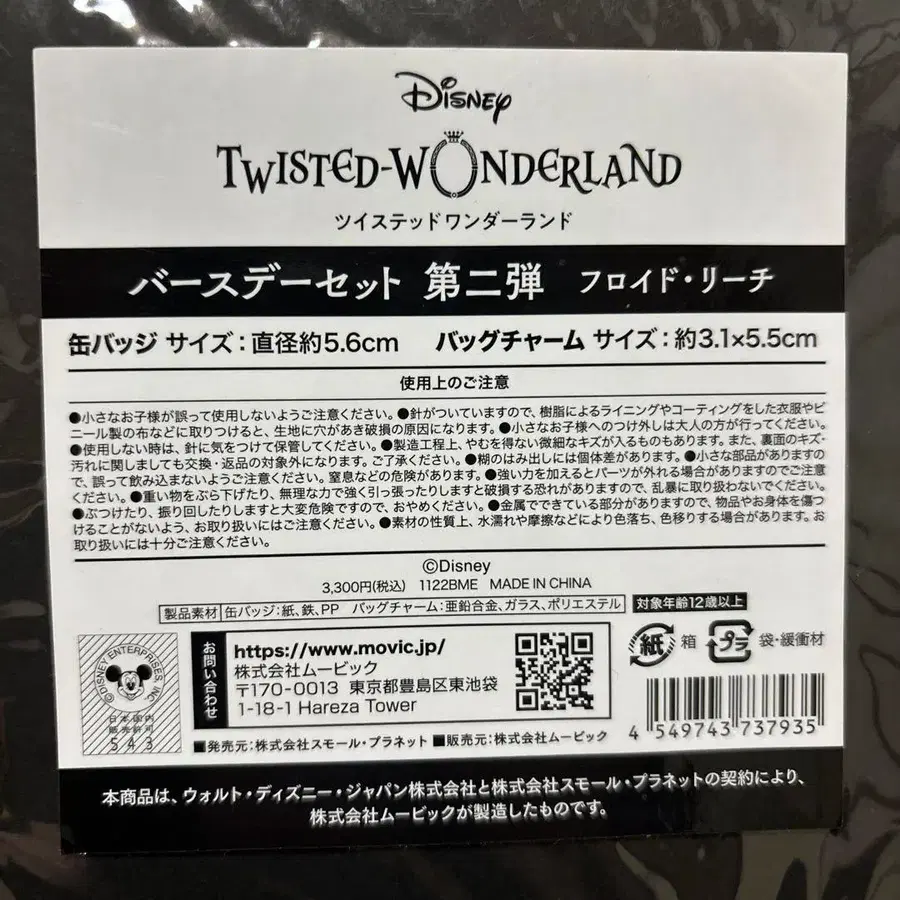 Disney
TWISTED-WONDERLAND
ツイステッドワンダーランド
バースデーセット 第二弾 フロイド・リーチ
缶バッジ サイズ:直径約5.6cm バッグチャーム サイズ:約3.1×5.5cm
使用上のご注意
●小さなお子様が誤って使用しないようご注意ください。●針がついていますので、樹脂によるライニングやコーティングをした衣服やビ
ニール製の布などに取りつけると、生地に穴があき破損の原因になります。●小さなお子様へのつけ外しは大人の方が行ってください。
●使用しない時は、針に気をつけて保管してください。●製造工程上、やむを得ない微細なキズが入るものもあります。また、裏面のキズ・
汚れに関しましても交換・返品の対象外になります。ご了承ください。●糊のはみ出しには個体差があります。●小さな部品がありますの
で、誤って飲み込まないようご注意ください。窒息などの危険があります。●強い力を加えるとパーツが外れる場合がありますのでご注意
ください。●重い物をぶら下げたり、無理な力で強く引っ張ったりしますと破損する恐れがありますので、乱暴に取り扱わないでください。
●ぶつけたり、振り回したりしますと大変危険ですので、おやめください。●金属でできている部分がありますので、物品やお身体を傷つ
けることがないよう、お取り扱いにはご注意ください。●素材の性質上、水濡れや摩擦などにより色落ち、色移りする場合があります。お
取り扱いには十分ご注意ください。
©Disney
3,300円(税込) 1122BME MADE IN CHINA
製品素材 缶バッジ:紙、鉄、PP バッグチャーム:亜鉛合金、ガラス、ポリエステル 対象年齢12歳以上
©DISNEY ENTERPRISES, INC.
日本国内
販売許可
543
お問い合わせ
https://www.movic.jp/
株式会社ムービック
〒170-0013 東京都豊島区東池袋
1-18-1 Hareza Tower
紙 箱 プラ 袋・緩衝材
4 549743 737935
■発売元:株式会社スモール・プラネット ■販売元:株式会社ムービック
本商品は、ウォルト・ディズニー・ジャパン株式会社と株式会社スモール・プラネットの契約により、
株式会社ムービックが製造したものです。